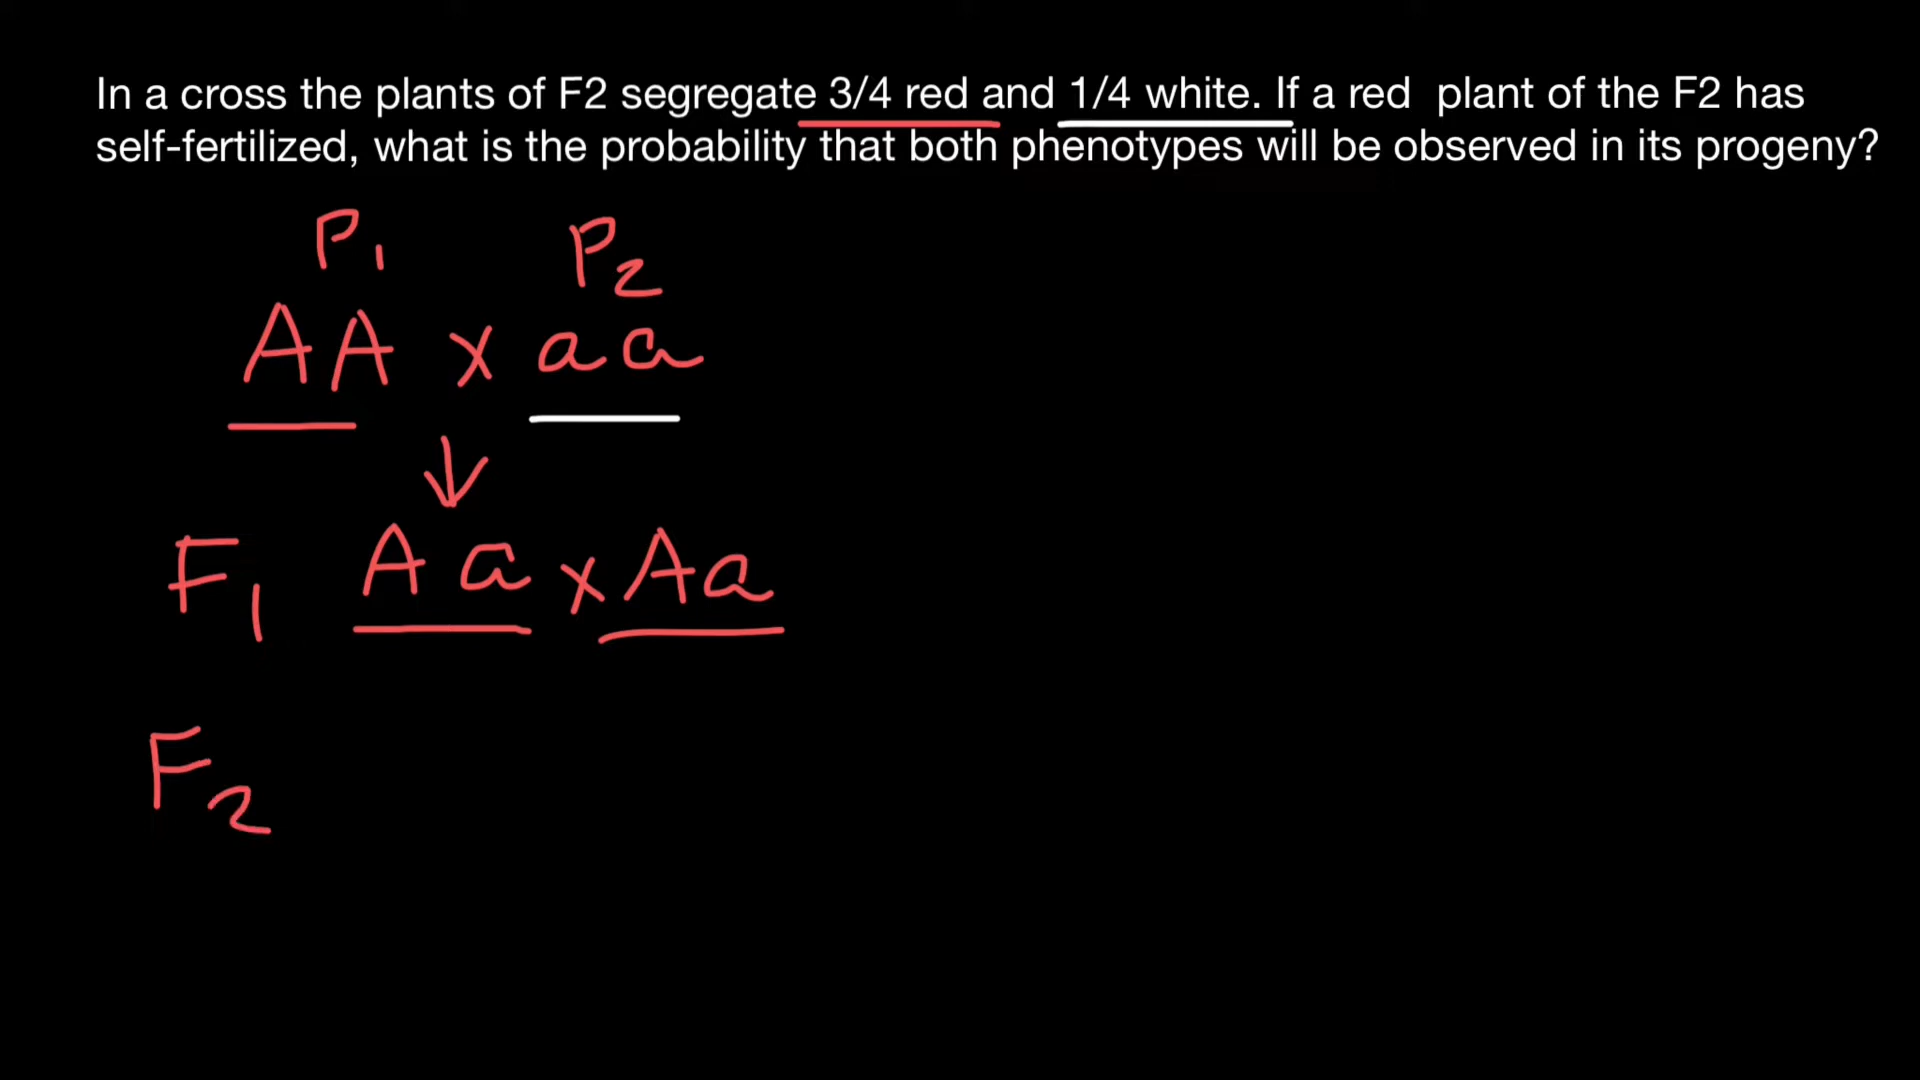 In a cross the plants of F2 segregate 3/4 red and 1/4 white. If a red plant of the F2 has
self-fertilized, what is the probability that both phenotypes will be observed in its progeny?
P1 P2
AA x aa
F1 Aa x Aa
F2